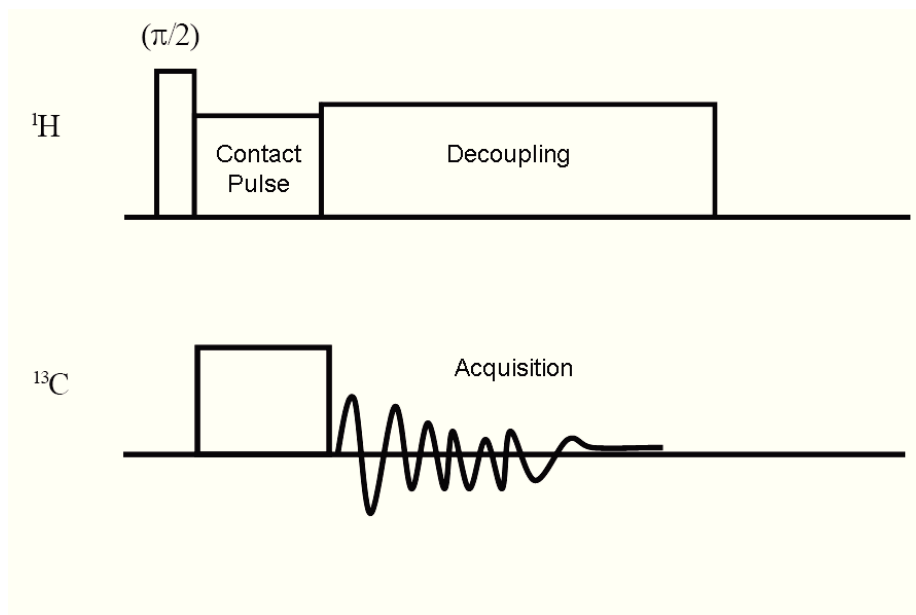 (π/2)
¹H
Contact
Pulse
Decoupling
¹³C
Acquisition